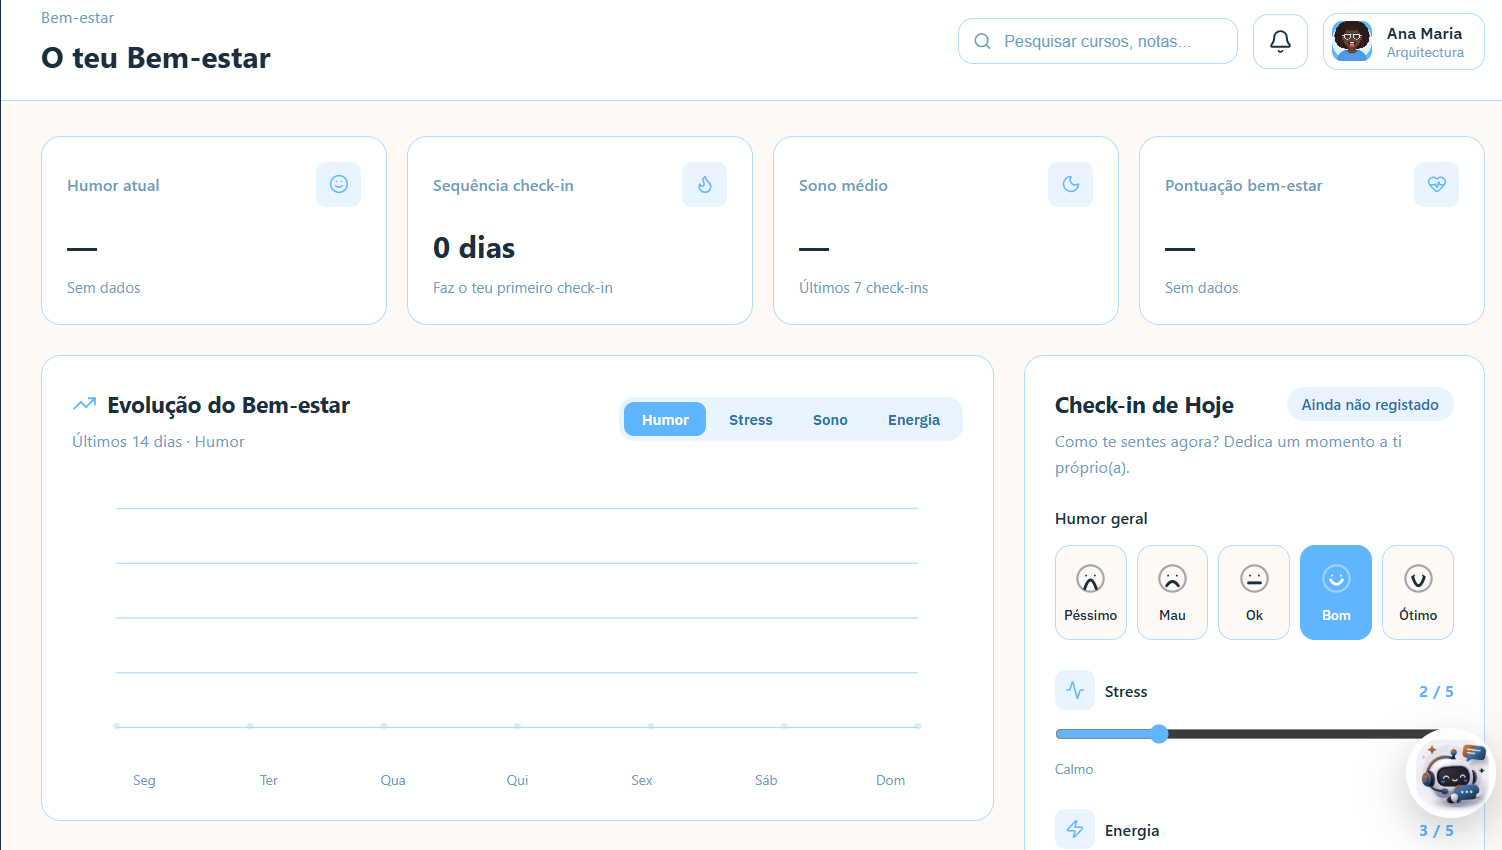 Bem-estar
O teu Bem-estar
Pesquisar cursos, notas...
Ana Maria
Arquitectura
Humor atual
—
Sem dados
Sequência check-in
0 dias
Faz o teu primeiro check-in
Sono médio
—
Últimos 7 check-ins
Pontuação bem-estar
—
Sem dados
Evolução do Bem-estar
Últimos 14 dias · Humor
Humor
Stress
Sono
Energia
Seg
Ter
Qua
Qui
Sex
Sáb
Dom
Check-in de Hoje
Ainda não registado
Como te sentes agora? Dedica um momento a ti
próprio(a).
Humor geral
Péssimo
Mau
Ok
Bom
Ótimo
Stress
2 / 5
Calmo
Energia
3 / 5